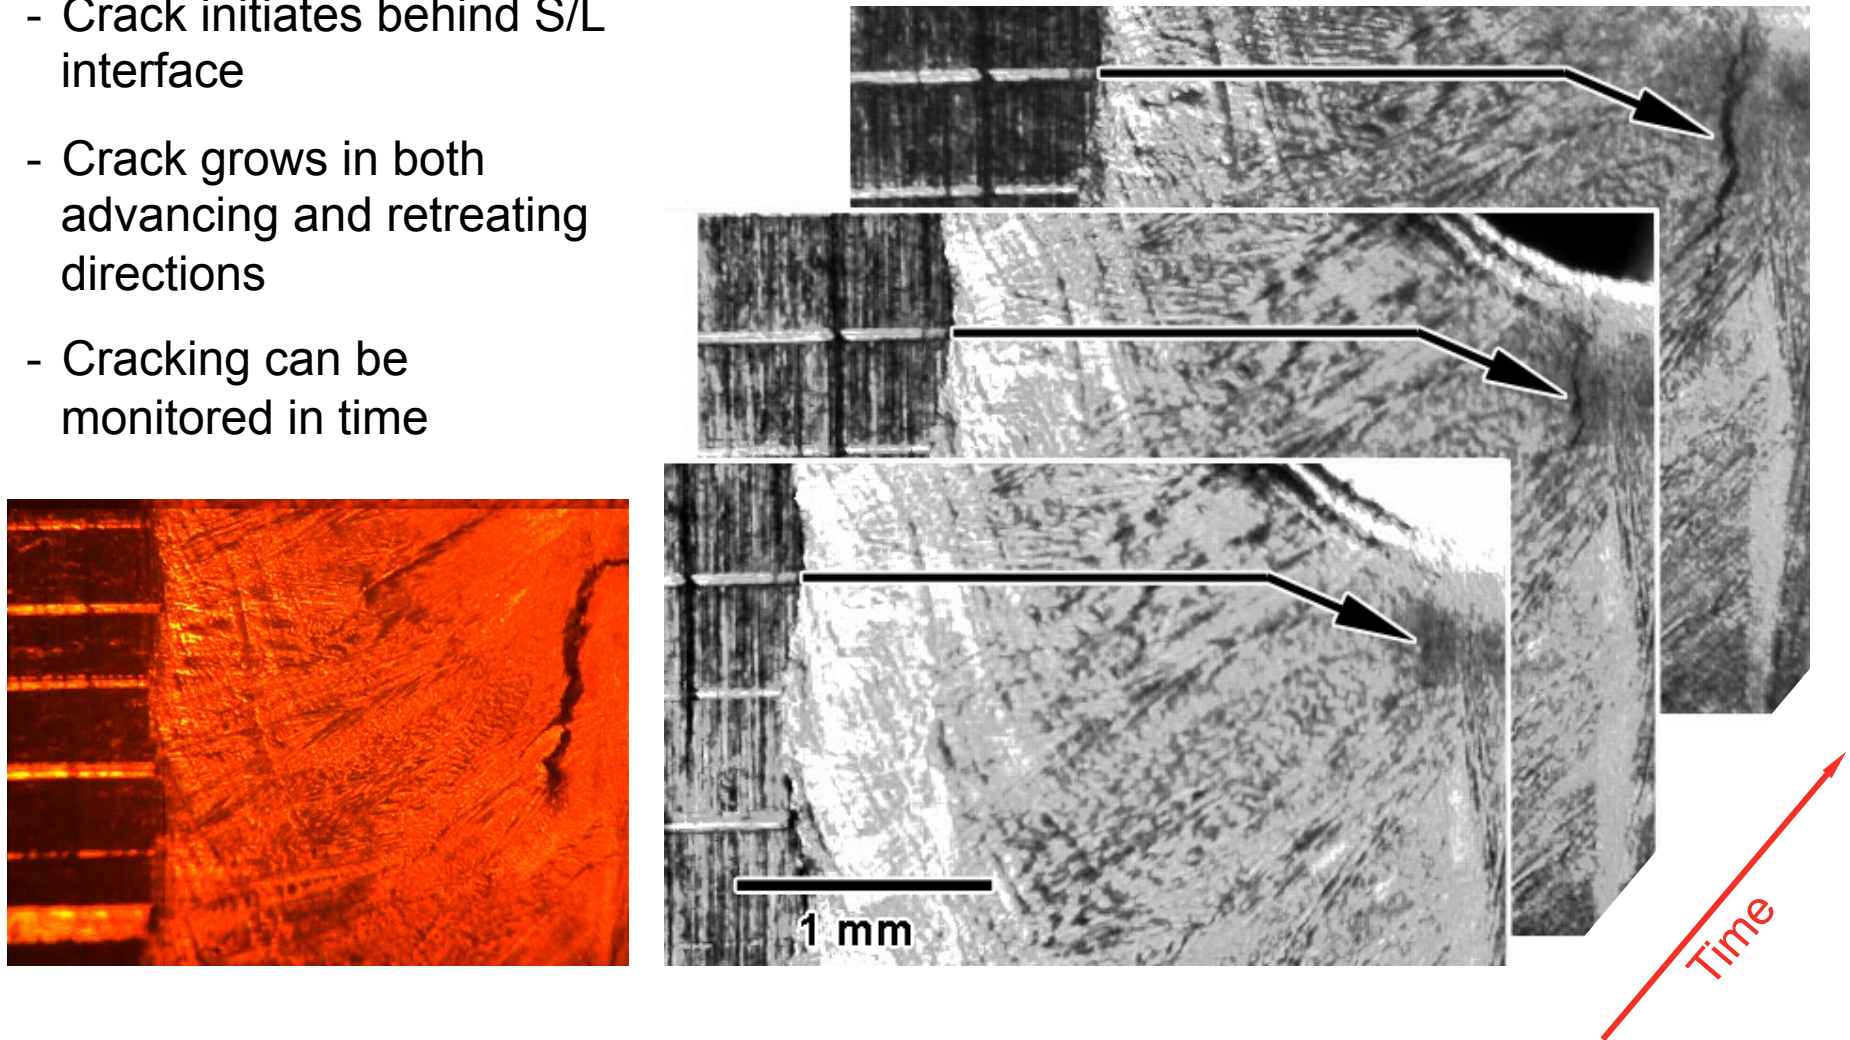 - Crack initiates behind S/L
interface
- Crack grows in both
advancing and retreating
directions
- Cracking can be
monitored in time
1 mm
Time